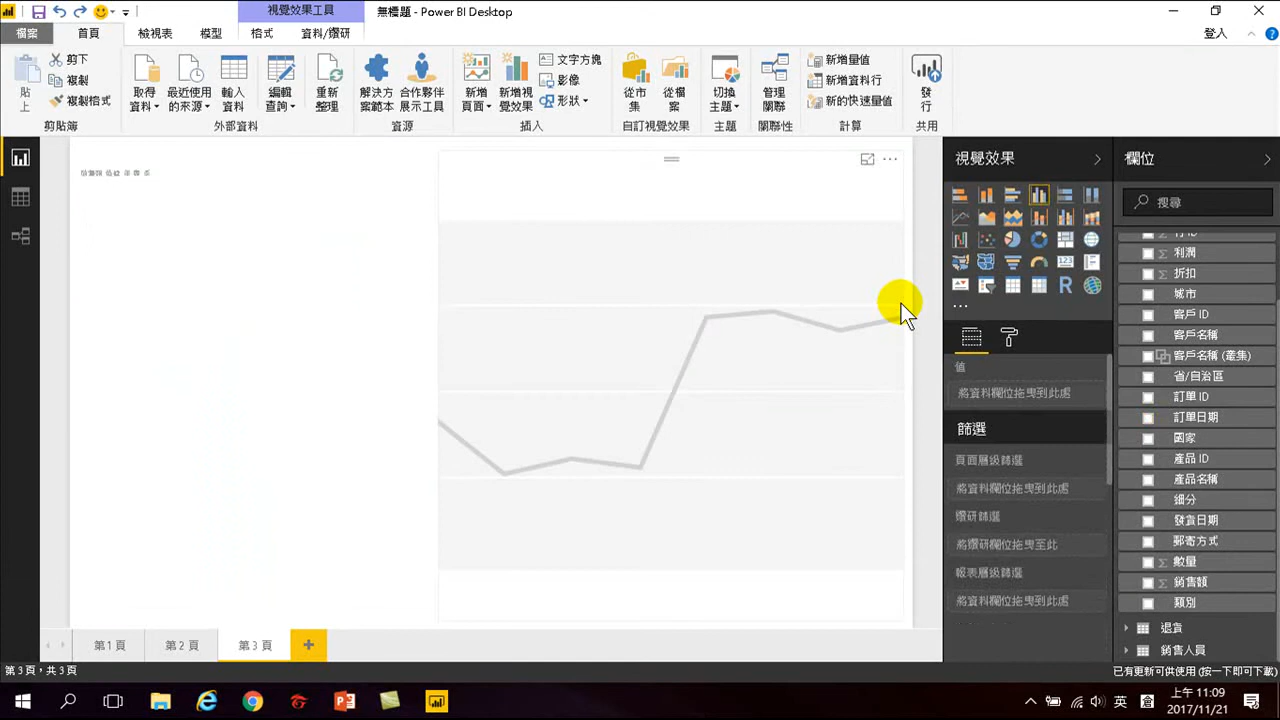 視覺效果工具
無標題 - Power BI Desktop
檔案
首頁
檢視表
模型
格式
資料/鑽研
登入
貼上
剪下
複製
複製格式
剪貼簿
取得資料
最近使用的來源
輸入資料
編輯查詢
重新整理
外部資料
解決方案範本
合作夥伴展示工具
資源
新增頁面
新增視覺效果
文字方塊
影像
形狀
插入
從市集
從檔案
自訂視覺效果
切換主題
主題
管理關聯
關聯性
新增量值
新增資料行
新的快速量值
計算
發行
共用
視覺效果
R
123
值
將資料欄位拖曳到此處
篩選
頁面層級篩選
將資料欄位拖曳到此處
鑽研篩選
將鑽研欄位拖曳至此
報表層級篩選
將資料欄位拖曳到此處
欄位
搜尋
利潤
折扣
城市
客戶 ID
客戶名稱
客戶名稱 (叢集)
省/自治區
訂單 ID
訂單日期
國家
產品 ID
產品名稱
細分
發貨日期
郵寄方式
數量
銷售額
類別
退貨
銷售人員
第 1 頁
第 2 頁
第 3 頁
第 3 頁，共 3 頁
已有更新可供使用 (按一下即可下載)
英
上午 11:09
2017/11/21